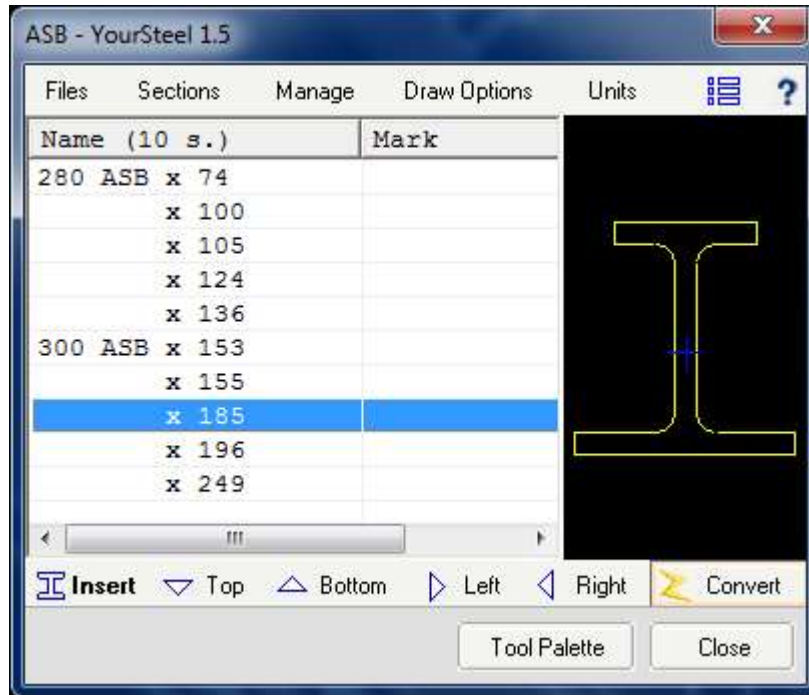 ASB - YourSteel 1.5
Files Sections Manage Draw Options Units ?
Name (10 s.) Mark
280 ASB x 74
x 100
x 105
x 124
x 136
300 ASB x 153
x 155
x 185
x 196
x 249
Insert Top Bottom Left Right Convert
Tool Palette Close